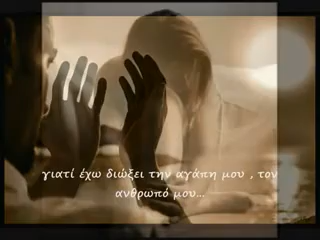 γιατί έχω διώξει την αγάπη μου , τον
ανθρωπό μου...